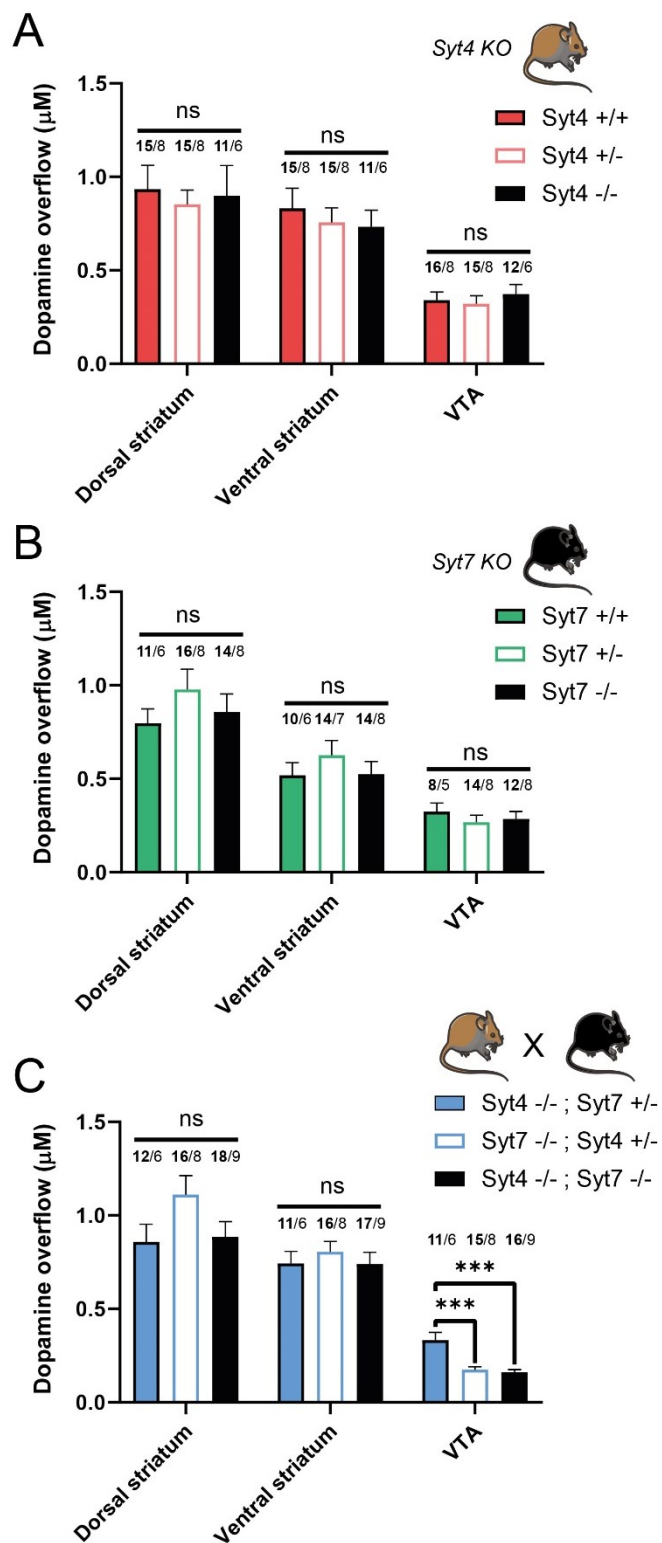 A
Syt4 KO
Syt4 +/+
Syt4 +/-
Syt4 -/-
Dopamine overflow (μM)
1.5
1.0
0.5
0.0
ns
15/8 15/8 11/6
ns
15/8 15/8 11/6
ns
16/8 15/8 12/6
Dorsal striatum
Ventral striatum
VTA
B
Syt7 KO
Syt7 +/+
Syt7 +/-
Syt7 -/-
Dopamine overflow (μM)
1.5
1.0
0.5
0.0
ns
11/6 16/8 14/8
ns
10/6 14/7 14/8
ns
8/5 14/8 12/8
Dorsal striatum
Ventral striatum
VTA
X
C
Syt4 -/- ; Syt7 +/-
Syt7 -/- ; Syt4 +/-
Syt4 -/- ; Syt7 -/-
Dopamine overflow (μM)
1.5
1.0
0.5
0.0
ns
12/6 16/8 18/9
ns
11/6 16/8 17/9
11/6 15/8 16/9
***
***
Dorsal striatum
Ventral striatum
VTA